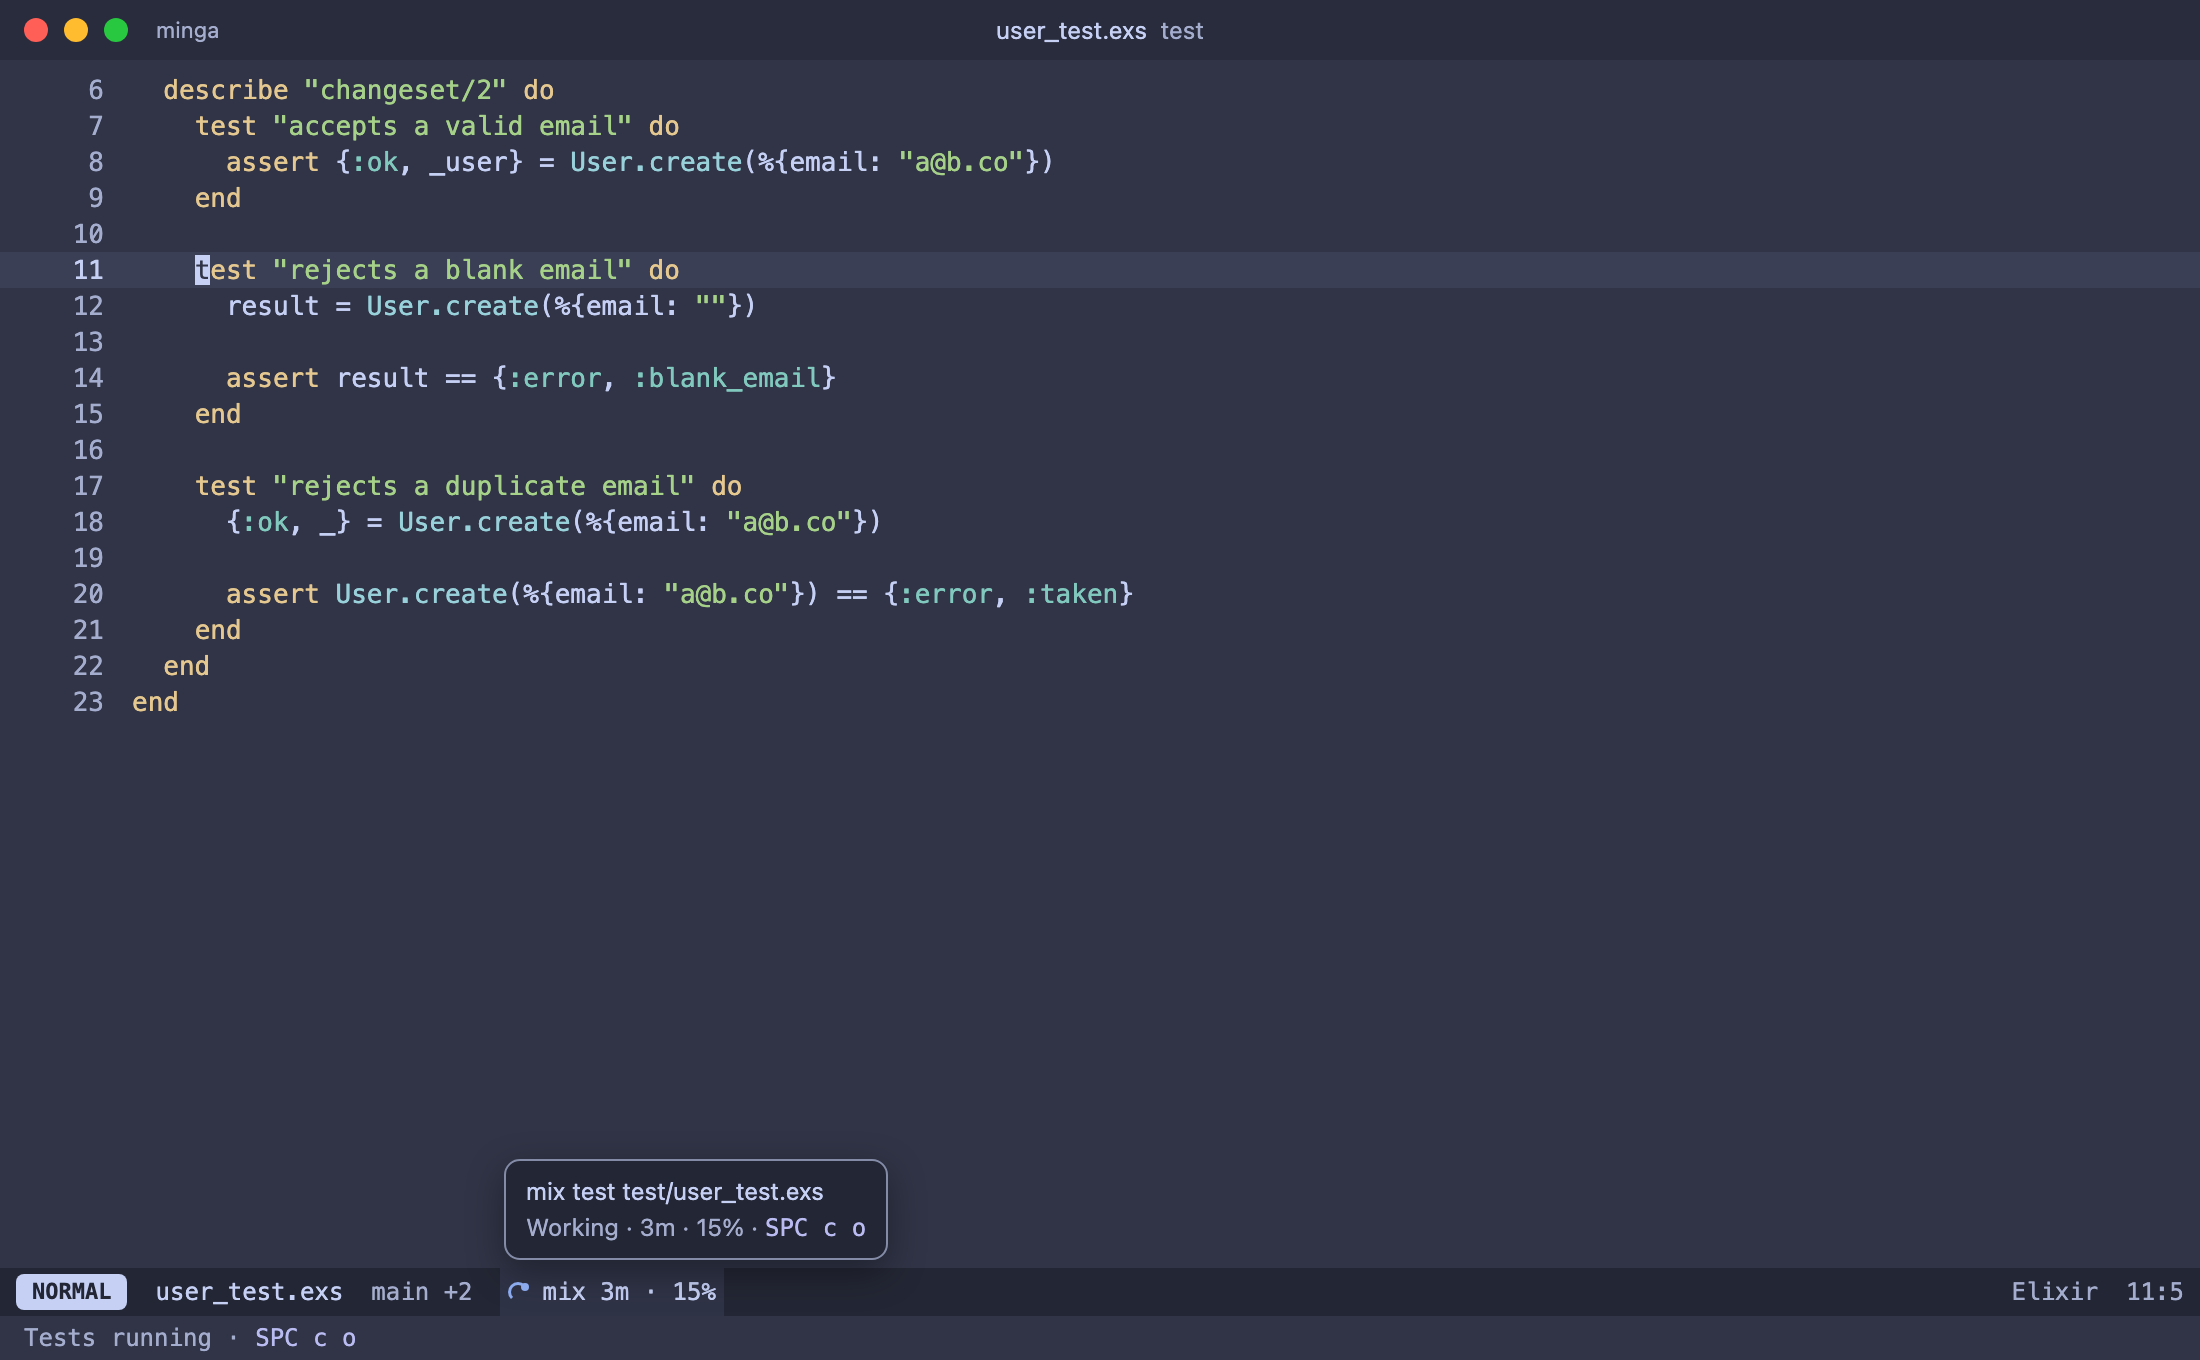 minga
user_test.exs test
6 describe "changeset/2" do
7 test "accepts a valid email" do
8 assert {:ok, _user} = User.create(%{email: "a@b.co"})
9 end
10
11 test "rejects a blank email" do
12 result = User.create(%{email: ""})
13
14 assert result == {:error, :blank_email}
15 end
16
17 test "rejects a duplicate email" do
18 {:ok, _} = User.create(%{email: "a@b.co"})
19
20 assert User.create(%{email: "a@b.co"}) == {:error, :taken}
21 end
22 end
23 end
mix test test/user_test.exs
Working · 3m · 15% · SPC c o
NORMAL user_test.exs main +2 mix 3m · 15% Elixir 11:5
Tests running · SPC c o